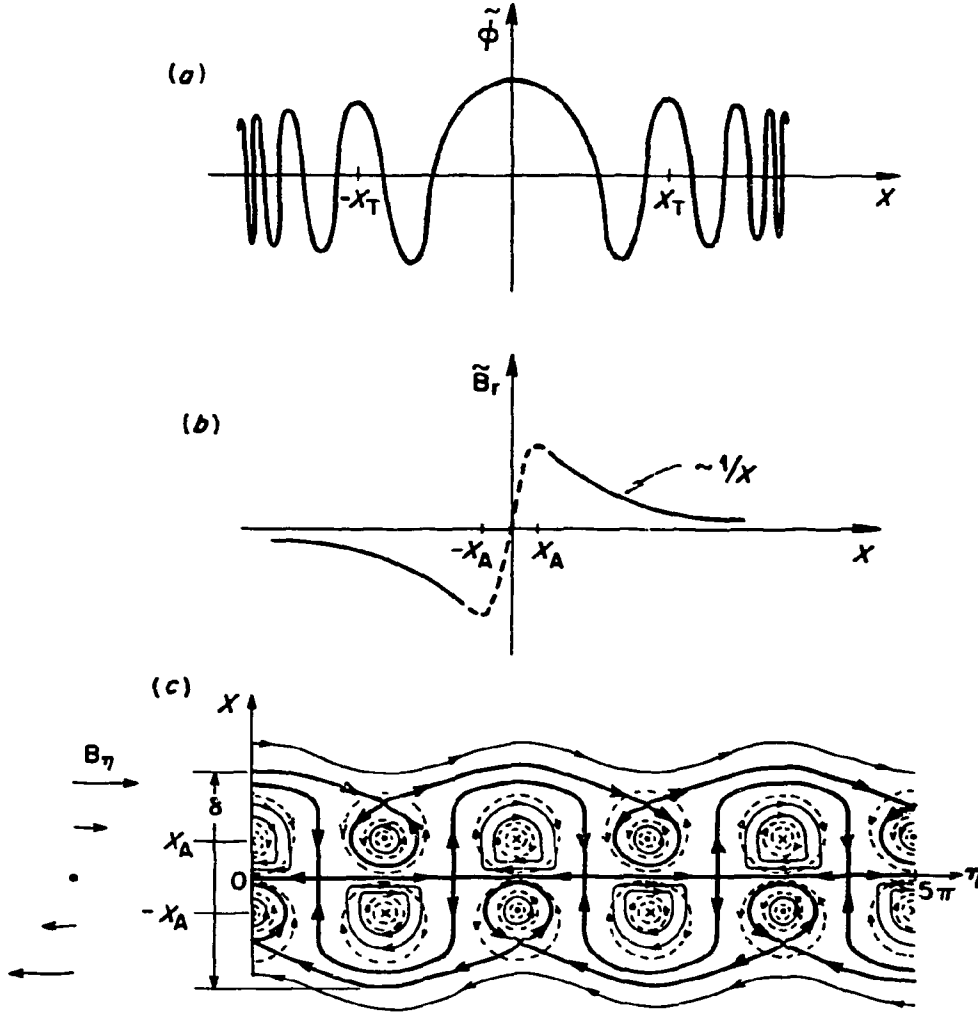 (a)
ϕ̃
-X_T
X_T
X
(b)
B̃_r
~1/X
-X_A
X_A
X
(c)
X
B_η
δ
X_A
0
η
5π
-X_A